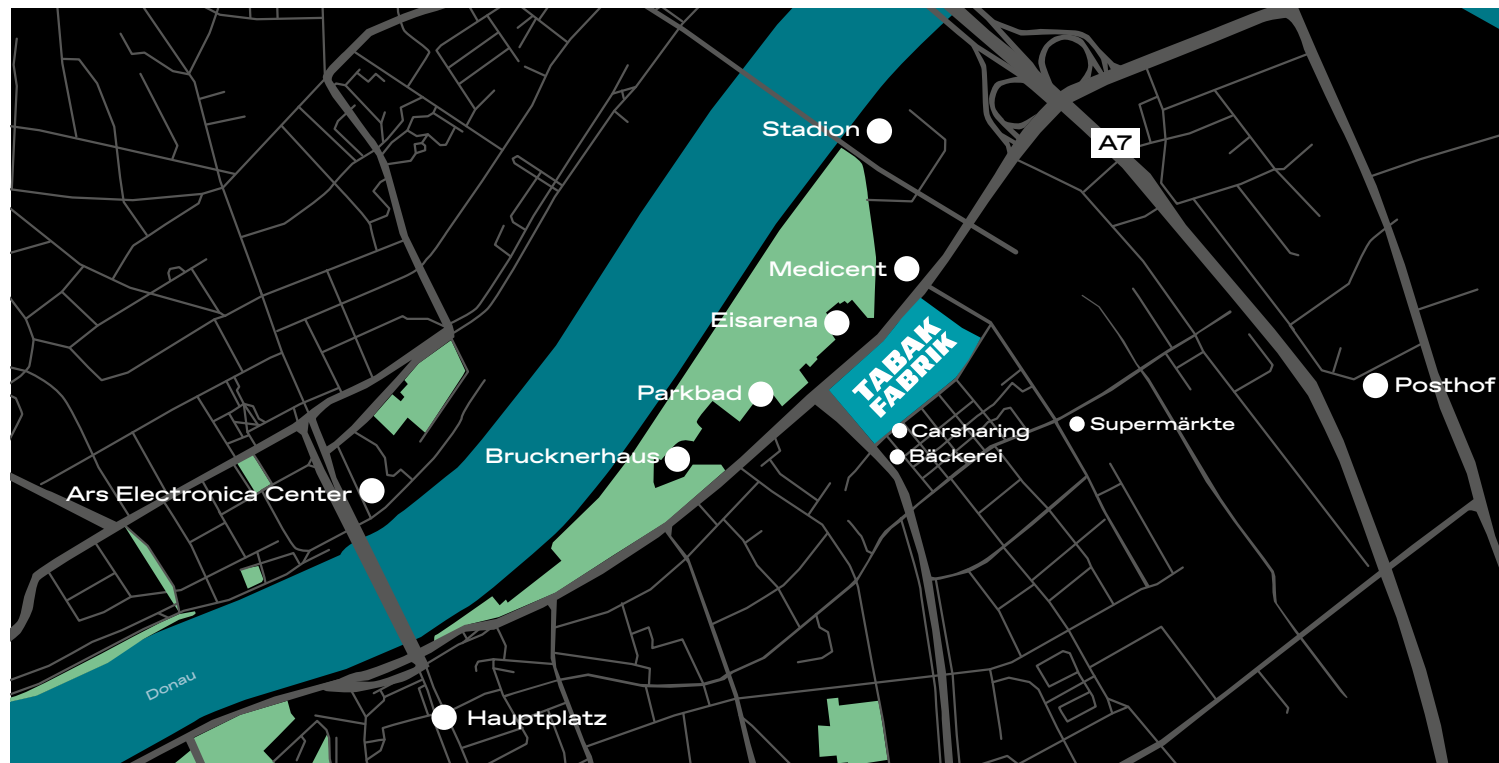 Stadion
A7
Medicent
Eisarena
TABAK
FABRIK
Parkbad
Posthof
Carsharing
Supermärkte
Brucknerhaus
Bäckerei
Ars Electronica Center
Donau
Hauptplatz